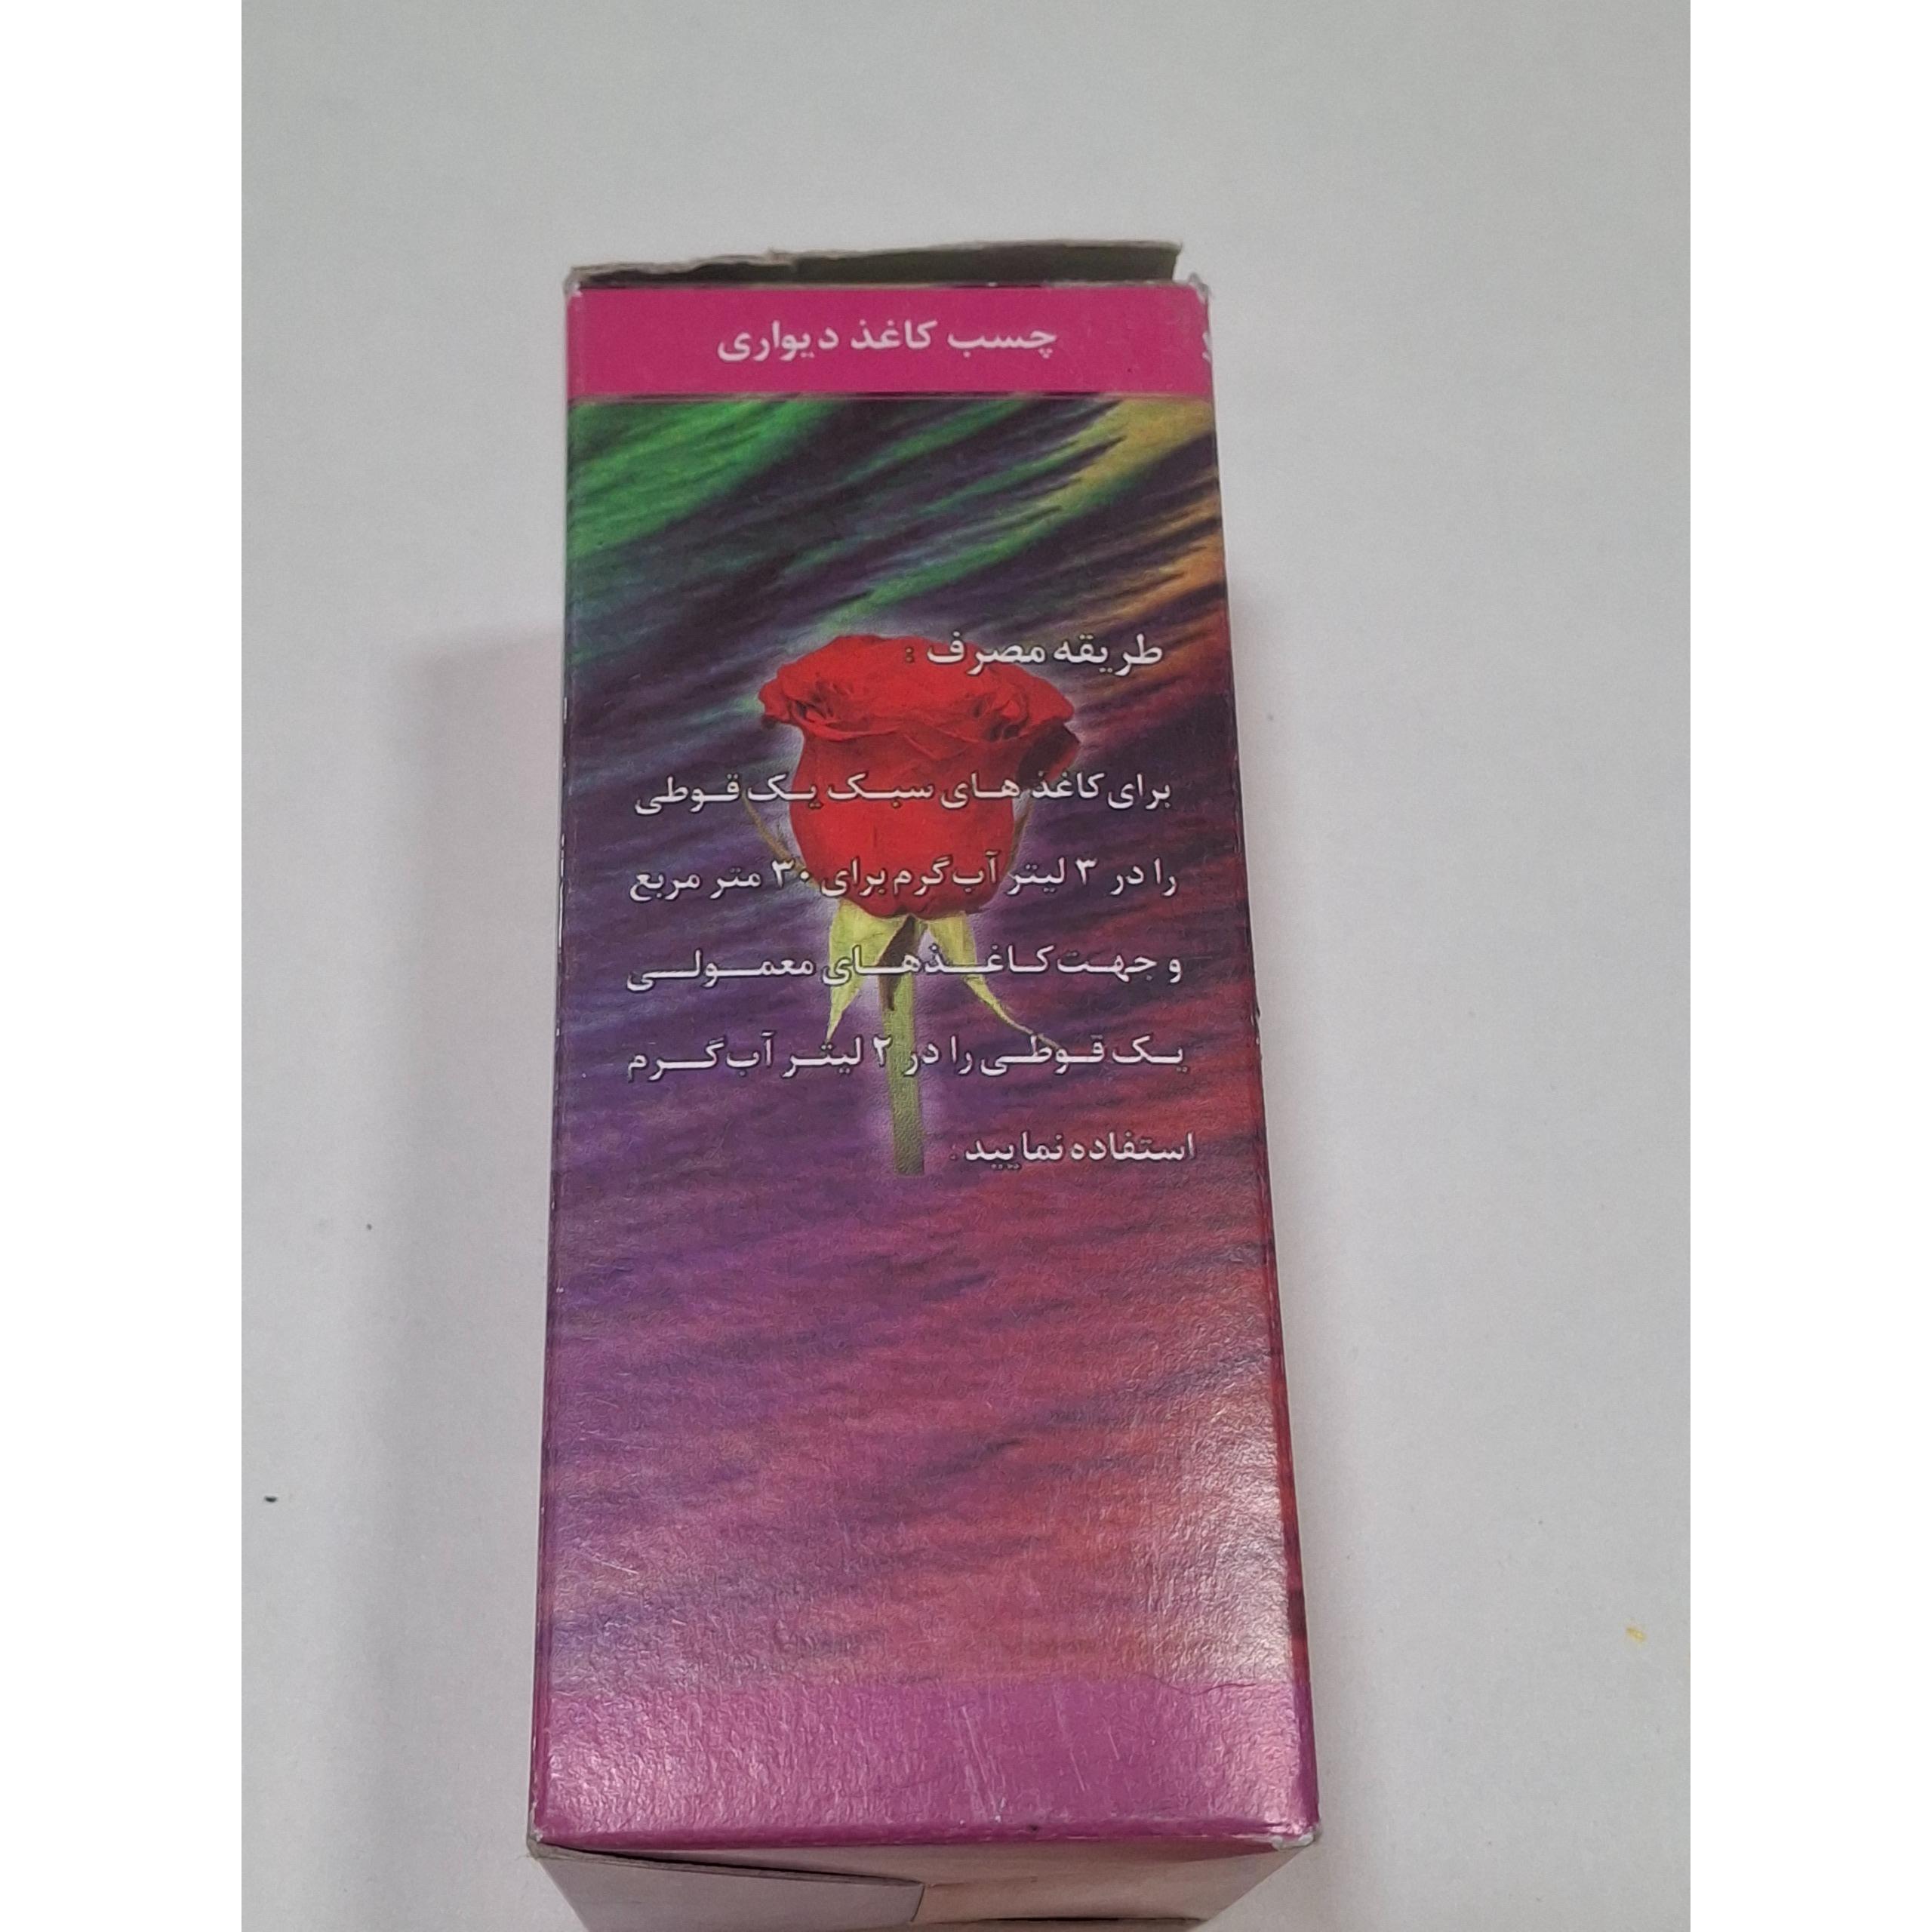 چسب کاغذ دیواری
طریقه مصرف :
برای کاغذ های سبک یک قوطی
را در ۳ لیتر آب گرم برای ۳۰ متر مربع
و جهت کاغذهای معمولی
یک قوطی را در ۲ لیتر آب گرم
استفاده نمایید .